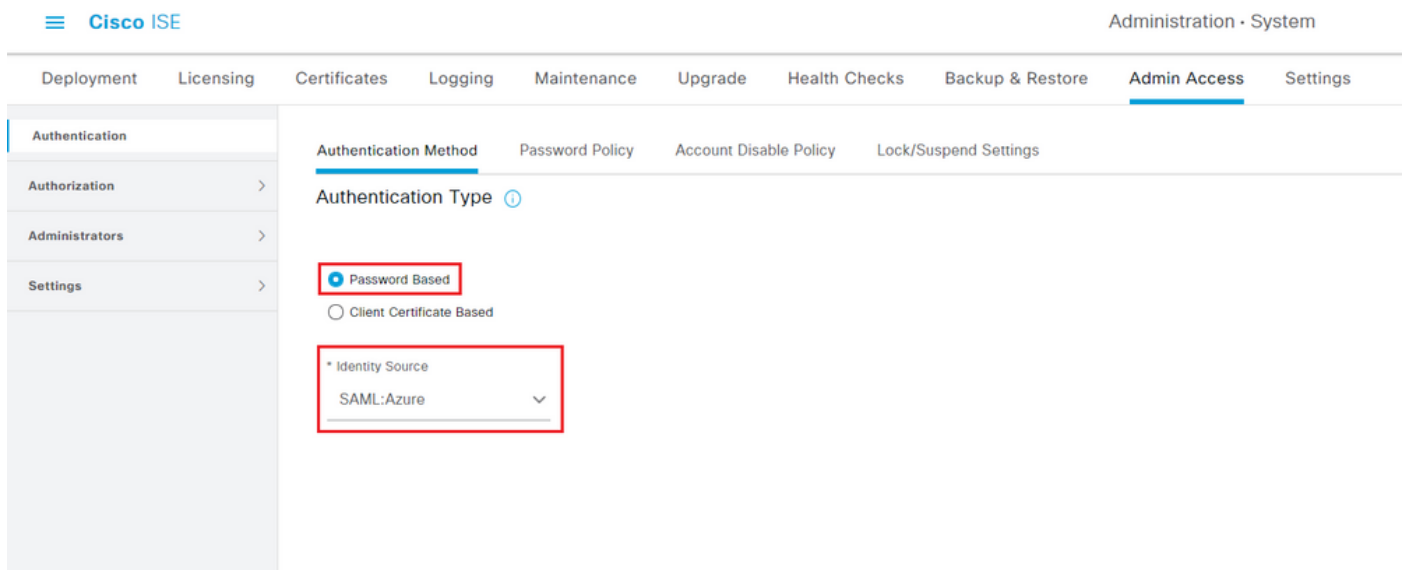 Cisco ISE
Administration · System
Deployment Licensing Certificates Logging Maintenance Upgrade Health Checks Backup & Restore Admin Access Settings
Authentication
Authorization
Administrators
Settings
Authentication Method Password Policy Account Disable Policy Lock/Suspend Settings
Authentication Type
Password Based
Client Certificate Based
* Identity Source
SAML:Azure